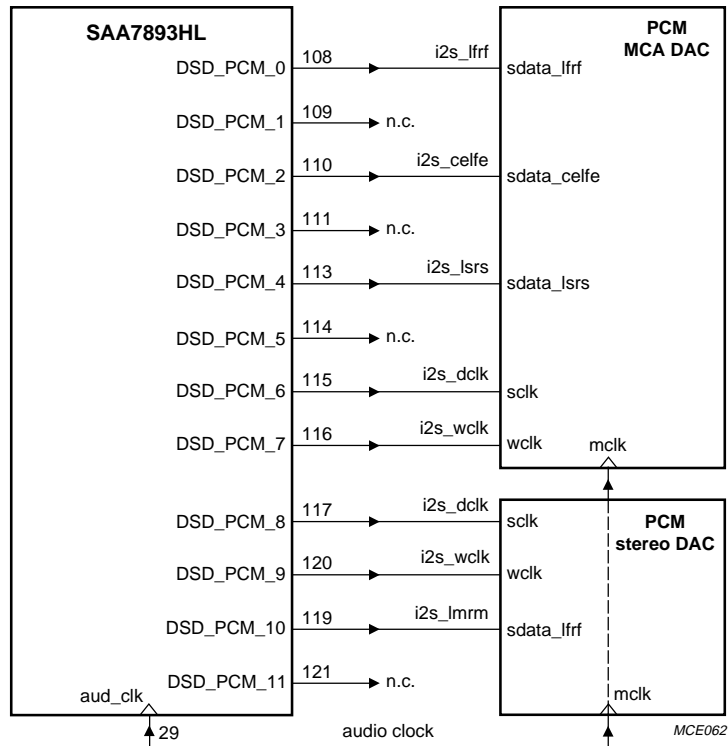 SAA7893HL
PCM
MCA DAC
DSD_PCM_0 108 i2s_lfrf sdata_lfrf
DSD_PCM_1 109 n.c.
DSD_PCM_2 110 i2s_celfe sdata_celfe
DSD_PCM_3 111 n.c.
DSD_PCM_4 113 i2s_lsrs sdata_lsrs
DSD_PCM_5 114 n.c.
DSD_PCM_6 115 i2s_dclk sclk
DSD_PCM_7 116 i2s_wclk wclk mclk
DSD_PCM_8 117 i2s_dclk sclk
PCM
stereo DAC
DSD_PCM_9 120 i2s_wclk wclk
DSD_PCM_10 119 i2s_lmrm sdata_lfrf
DSD_PCM_11 121 n.c.
aud_clk mclk
29 audio clock MCE062